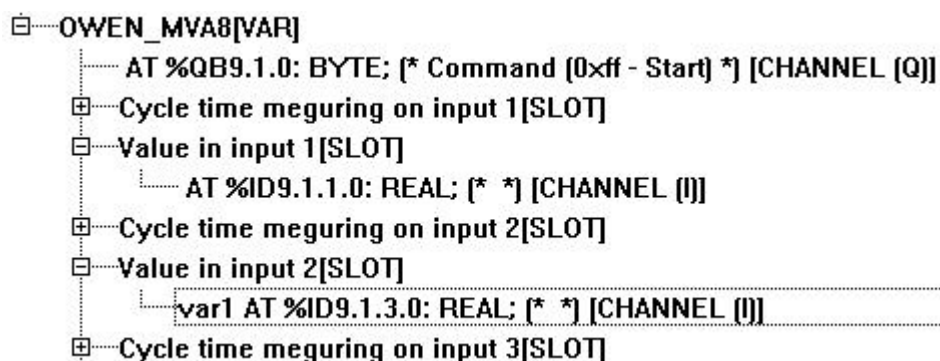 OWEN_MVA8[VAR]
AT %QB9.1.0: BYTE; (* Command (0xff - Start) *) [CHANNEL (Q)]
Cycle time meguring on input 1[SLOT]
Value in input 1[SLOT]
AT %ID9.1.1.0: REAL; (* *) [CHANNEL (I)]
Cycle time meguring on input 2[SLOT]
Value in input 2[SLOT]
var1 AT %ID9.1.3.0: REAL; (* *) [CHANNEL (I)]
Cycle time meguring on input 3[SLOT]